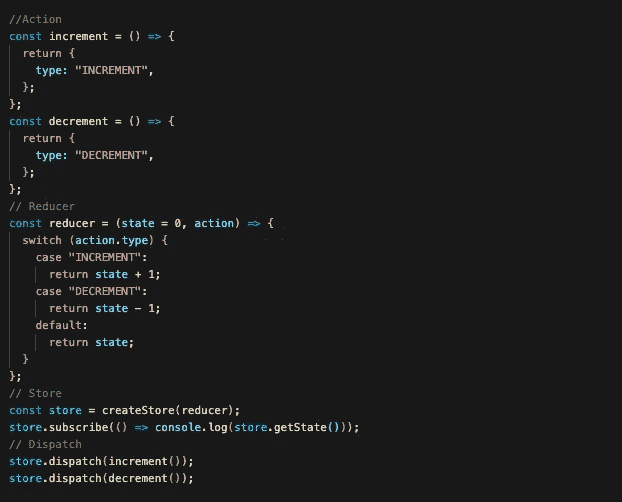 //Action
const increment = () => {
  return {
    type: "INCREMENT",
  };
};
const decrement = () => {
  return {
    type: "DECREMENT",
  };
};
// Reducer
const reducer = (state = 0, action) => {
  switch (action.type) {
    case "INCREMENT":
      return state + 1;
    case "DECREMENT":
      return state - 1;
    default:
      return state;
  }
};
// Store
const store = createStore(reducer);
store.subscribe(() => console.log(store.getState()));
// Dispatch
store.dispatch(increment());
store.dispatch(decrement());